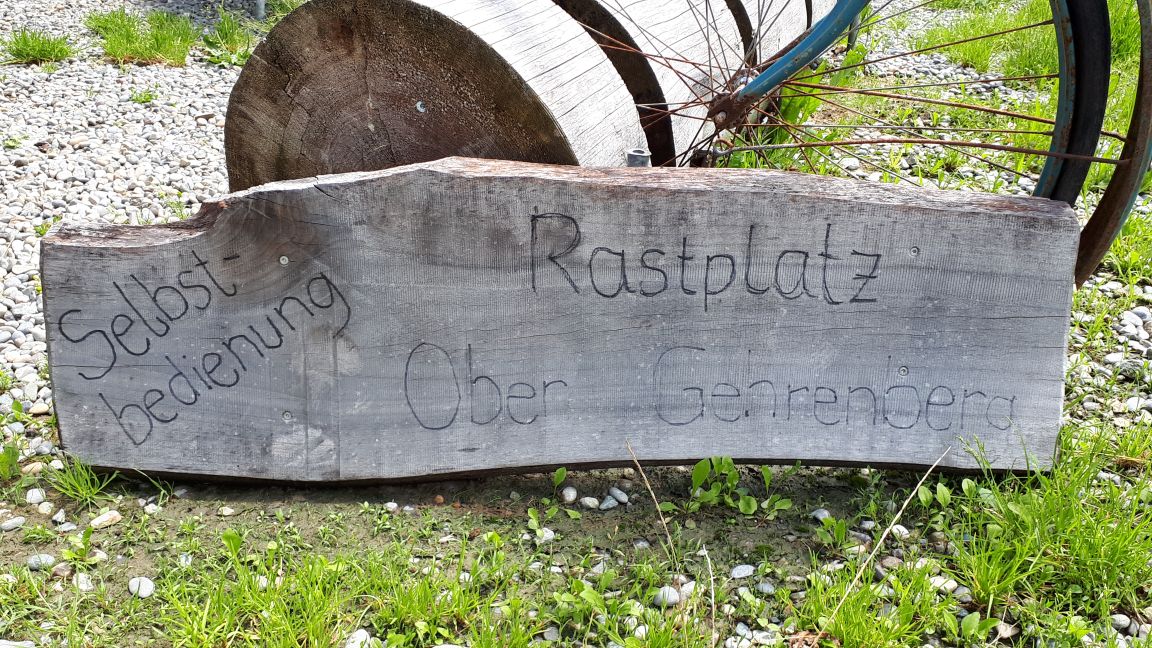 Selbst-
bedienung
Rastplatz
Ober Gehrenberg